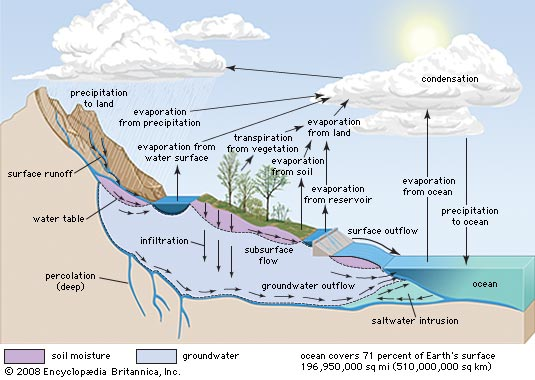 condensation
precipitation
to land
evaporation
from precipitation
evaporation
from land
transpiration
from vegetation
evaporation from
water surface
evaporation
from soil
surface runoff
evaporation
from reservoir
evaporation
from ocean
precipitation
to ocean
water table
surface outflow
infiltration
subsurface
flow
percolation
(deep)
groundwater outflow
ocean
saltwater intrusion
soil moisture
groundwater
ocean covers 71 percent of Earth's surface
196,950,000 sq mi (510,000,000 sq km)
© 2008 Encyclopædia Britannica, Inc.